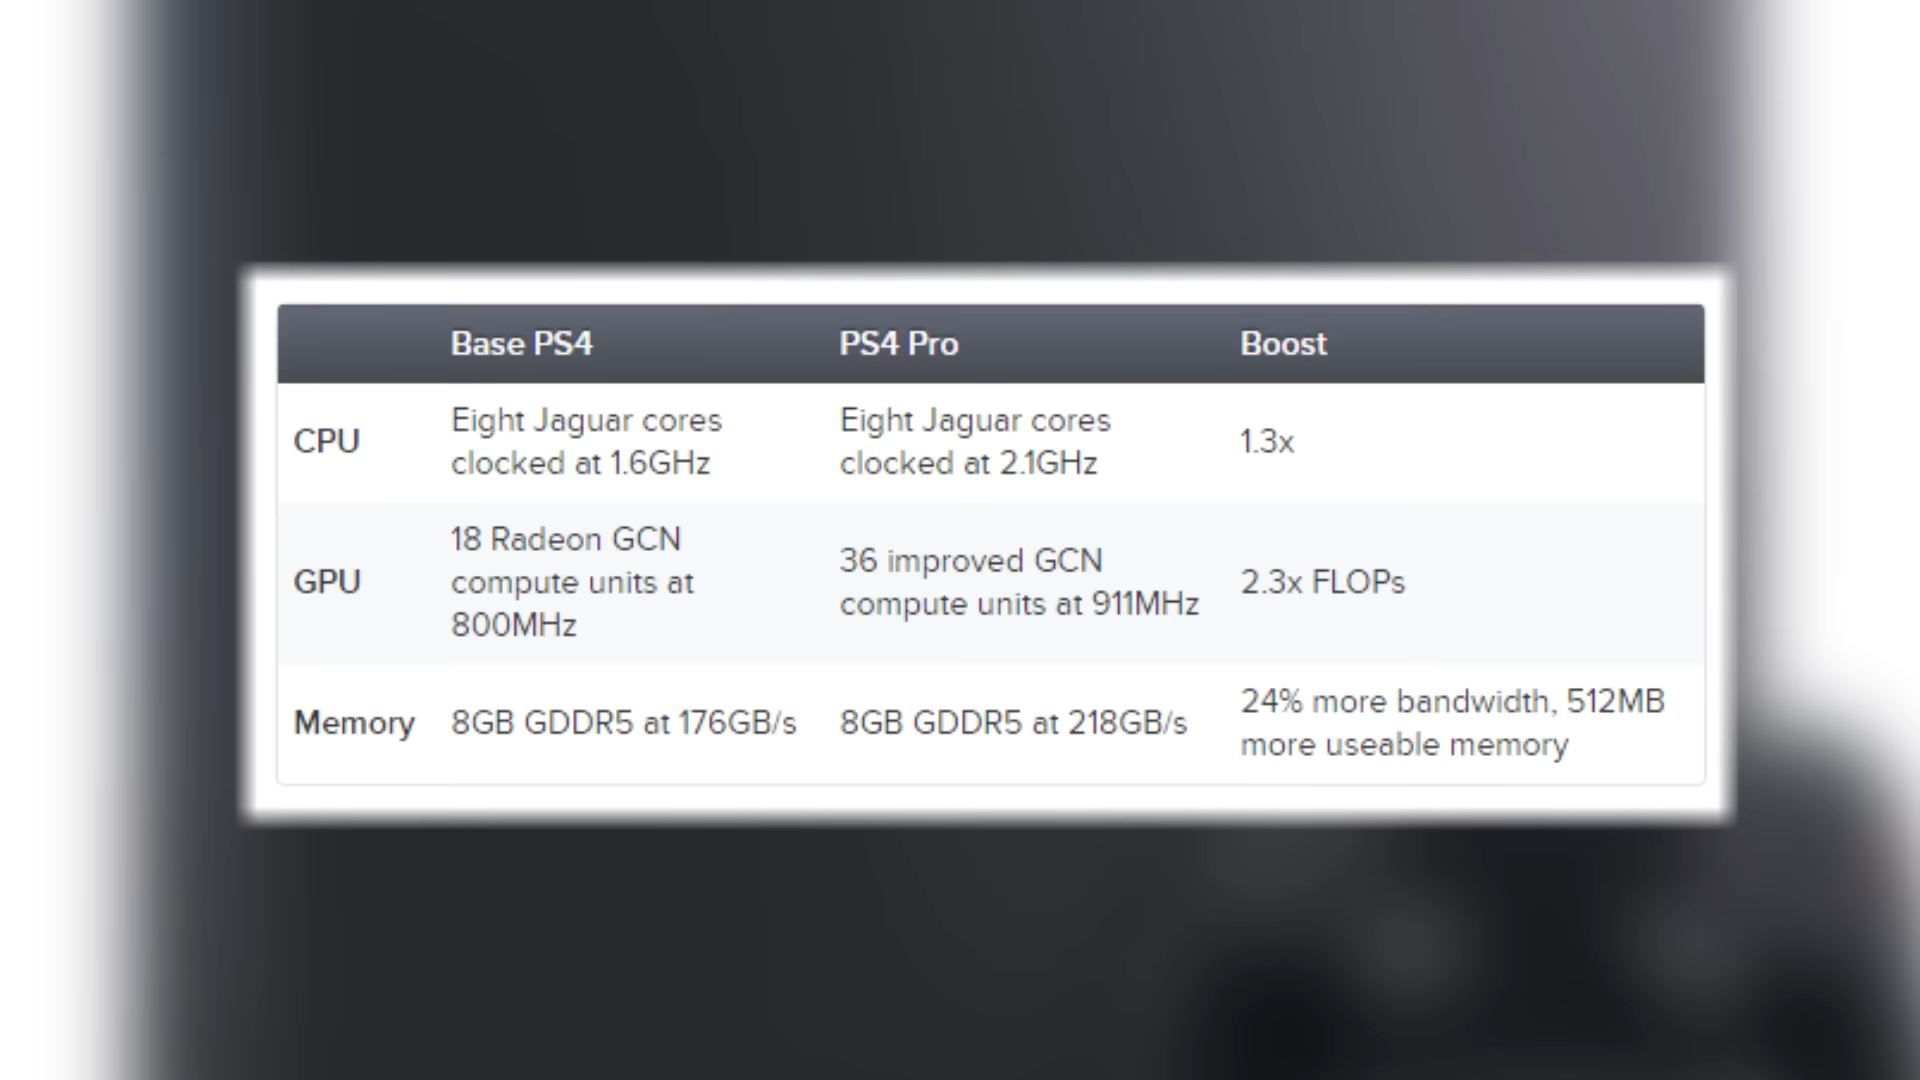 Base PS4 PS4 Pro Boost
CPU
Eight Jaguar cores
clocked at 1.6GHz
Eight Jaguar cores
clocked at 2.1GHz
1.3x
GPU
18 Radeon GCN
compute units at
800MHz
36 improved GCN
compute units at 911MHz
2.3x FLOPs
Memory
8GB GDDR5 at 176GB/s
8GB GDDR5 at 218GB/s
24% more bandwidth, 512MB
more useable memory